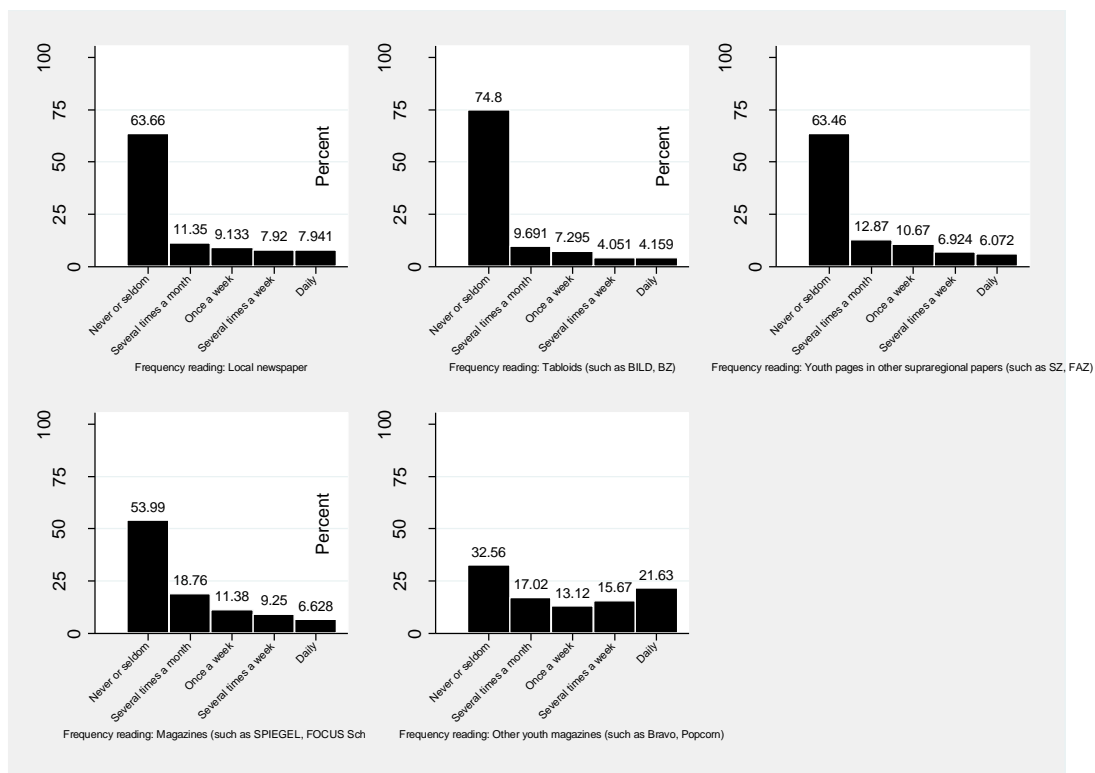 100
75
50
25
0
63.66
11.35
9.133
7.92
7.941
Never or seldom
Several times a month
Once a week
Several times a week
Daily
Frequency reading: Local newspaper
Percent
100
75
50
25
0
74.8
9.691
7.295
4.051
4.159
Never or seldom
Several times a month
Once a week
Several times a week
Daily
Frequency reading: Tabloids (such as BILD, BZ)
Percent
100
75
50
25
0
63.46
12.87
10.67
6.924
6.072
Never or seldom
Several times a month
Once a week
Several times a week
Daily
Frequency reading: Youth pages in other supraregional papers (such as SZ, FAZ)
100
75
50
25
0
53.99
18.76
11.38
9.25
6.628
Never or seldom
Several times a month
Once a week
Several times a week
Daily
Frequency reading: Magazines (such as SPIEGEL, FOCUS Sch
Percent
100
75
50
25
0
32.56
17.02
13.12
15.67
21.63
Never or seldom
Several times a month
Once a week
Several times a week
Daily
Frequency reading: Other youth magazines (such as Bravo, Popcorn)